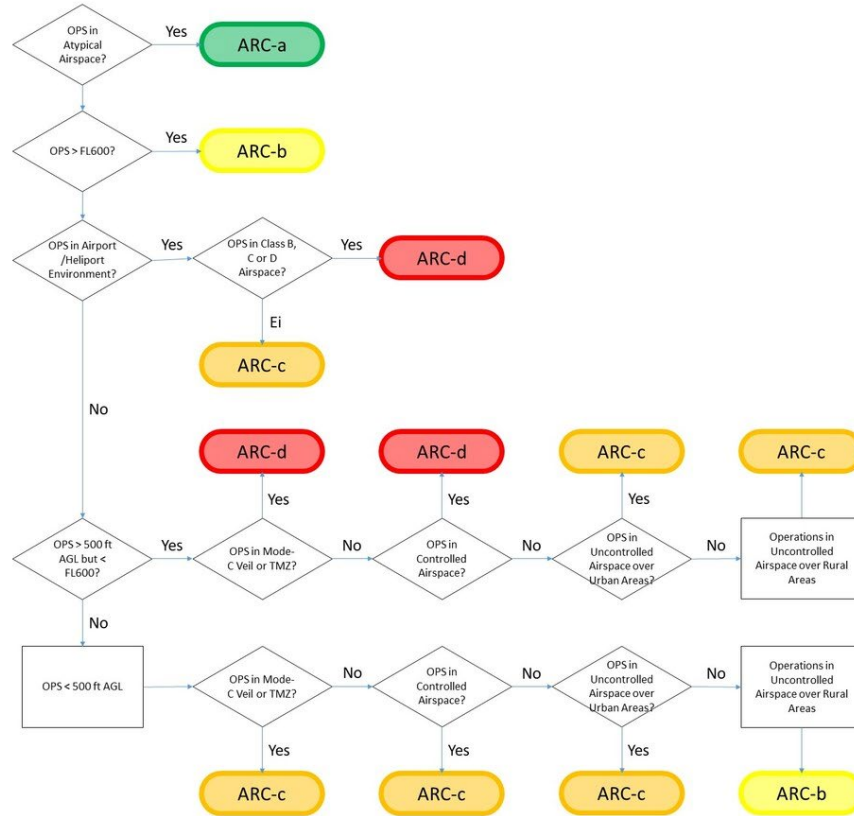 OPS in
Atypical
Airspace?
Yes
ARC-a
OPS > FL600?
Yes
ARC-b
OPS in Airport
/Heliport
Environment?
Yes
OPS in Class B,
C or D
Airspace?
Yes
ARC-d
Ei
ARC-c
No
ARC-d
ARC-d
ARC-c
ARC-c
Yes
Yes
Yes
OPS > 500 ft
AGL but <
FL600?
Yes
OPS in Mode-
C Veil or TMZ?
No
OPS in
Controlled
Airspace?
No
OPS in
Uncontrolled
Airspace over
Urban Areas?
No
Operations in
Uncontrolled
Airspace over Rural
Areas
No
OPS < 500 ft AGL
OPS in Mode-
C Veil or TMZ?
No
OPS in
Controlled
Airspace?
No
OPS in
Uncontrolled
Airspace over
Urban Areas?
No
Operations in
Uncontrolled
Airspace over Rural
Areas
Yes
Yes
Yes
ARC-c
ARC-c
ARC-c
ARC-b